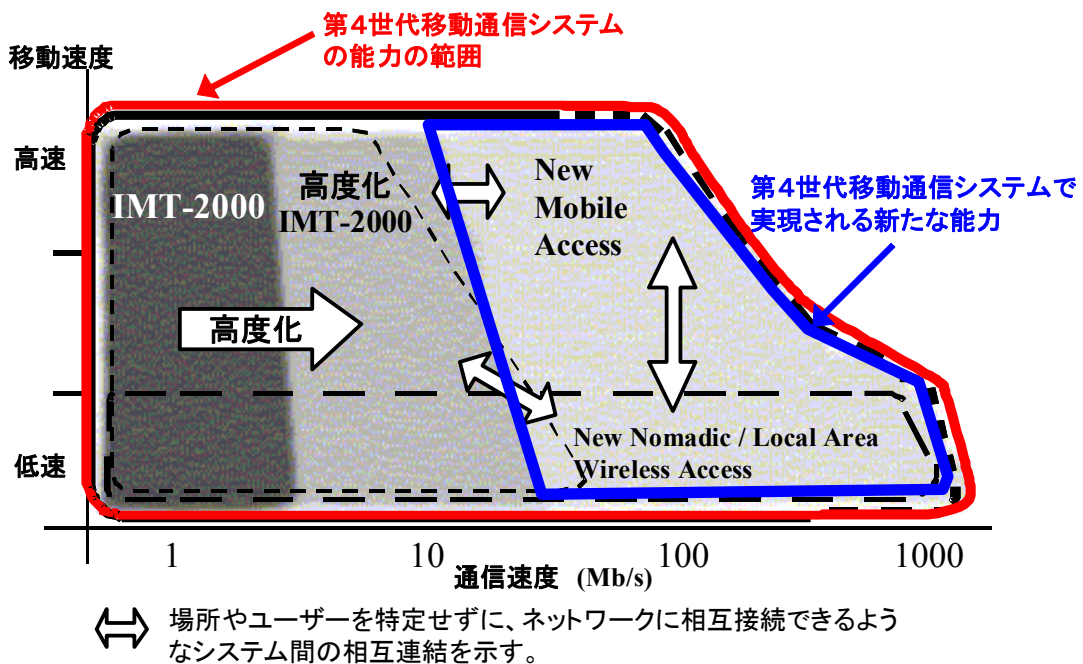 第4世代移動通信システム
の能力の範囲
移動速度
高速
低速
IMT-2000
高度化
IMT-2000
高度化
New
Mobile
Access
第4世代移動通信システムで
実現される新たな能力
New Nomadic / Local Area
Wireless Access
1 10 100 1000
通信速度 (Mb/s)
場所やユーザーを特定せずに、ネットワークに相互接続できるよう
なシステム間の相互連結を示す。